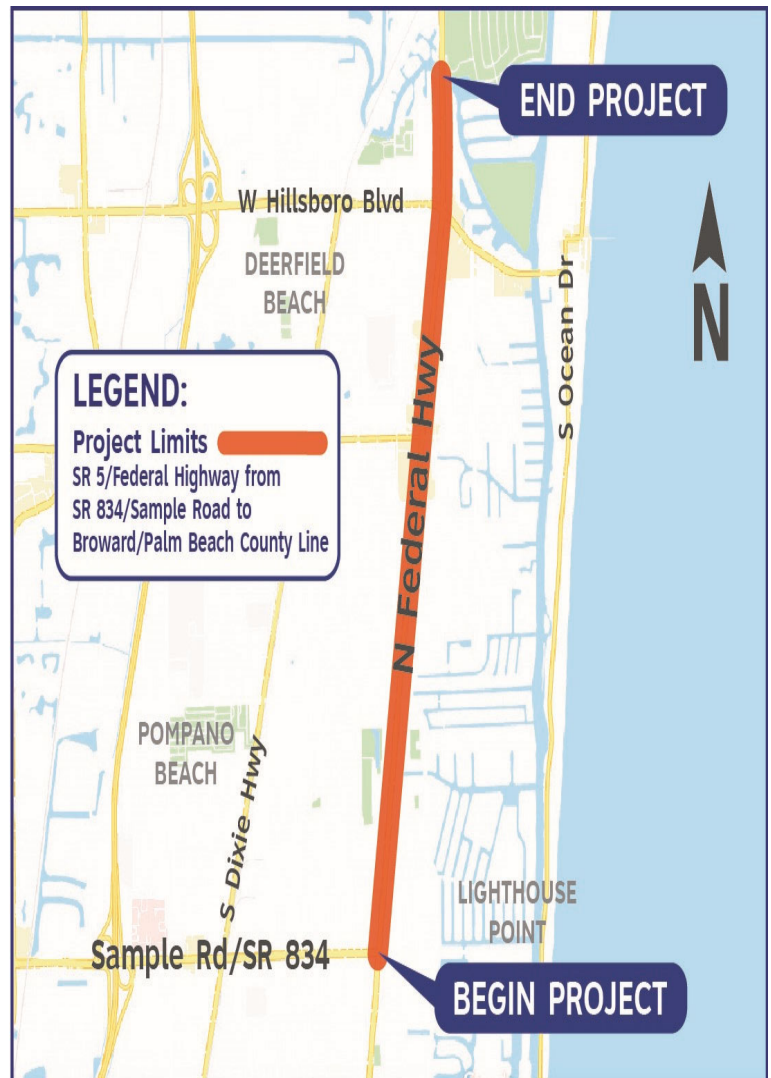 END PROJECT
W Hillsboro Blvd
DEERFIELD
BEACH
S Ocean Dr
N
LEGEND:
Project Limits
SR 5/Federal Highway from
SR 834/Sample Road to
Broward/Palm Beach County Line
N Federal Hwy
POMPANO
BEACH
S Dixie Hwy
LIGHTHOUSE
POINT
Sample Rd/SR 834
BEGIN PROJECT